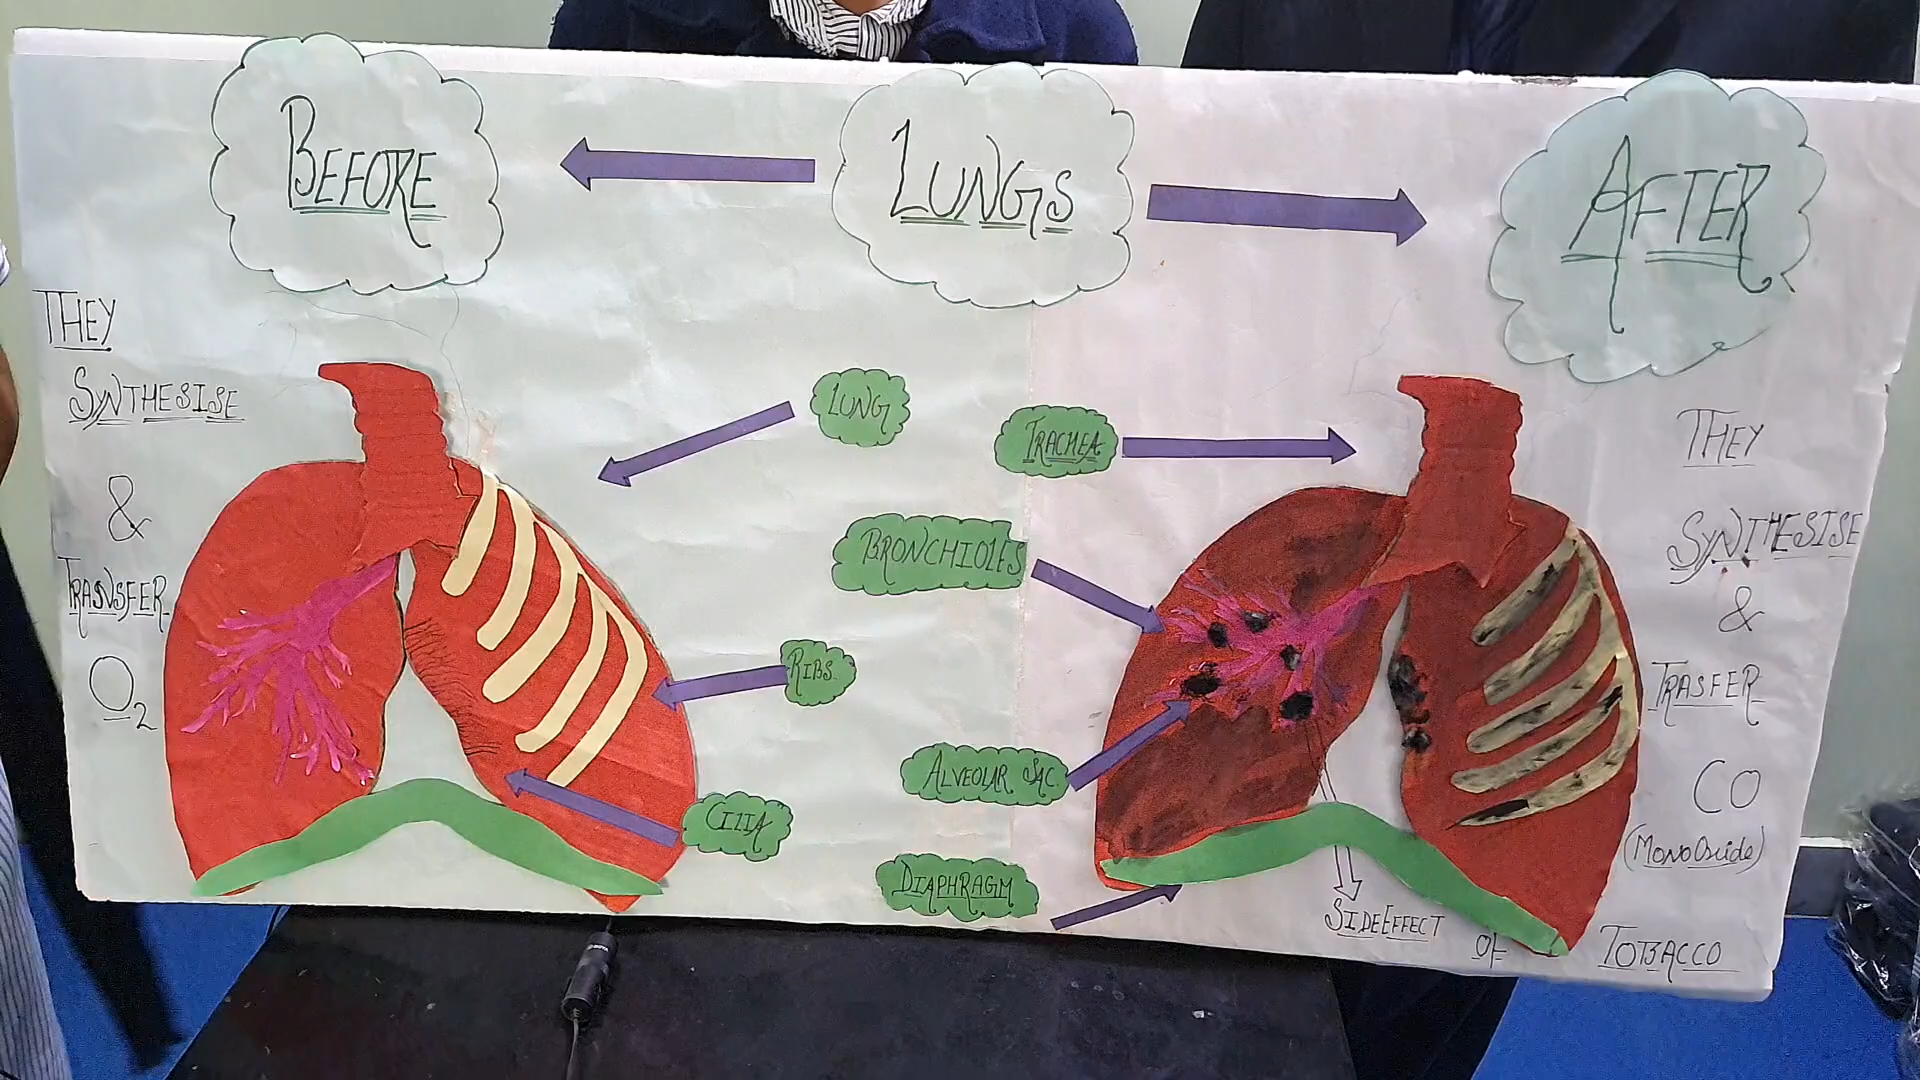 BEFORE
LUNGS
AFTER
THEY
SYNTHESISE
&
TRANSFER
O2
LUNG
TRACHEA
BRONCHIOLES
RIBS
ALVEOLAR SAC
CILIA
DIAPHRAGM
THEY
SYNTHESISE
&
TRASFER
CO
(MonoOxide)
SIDEEFFECT
OF
TOBACCO